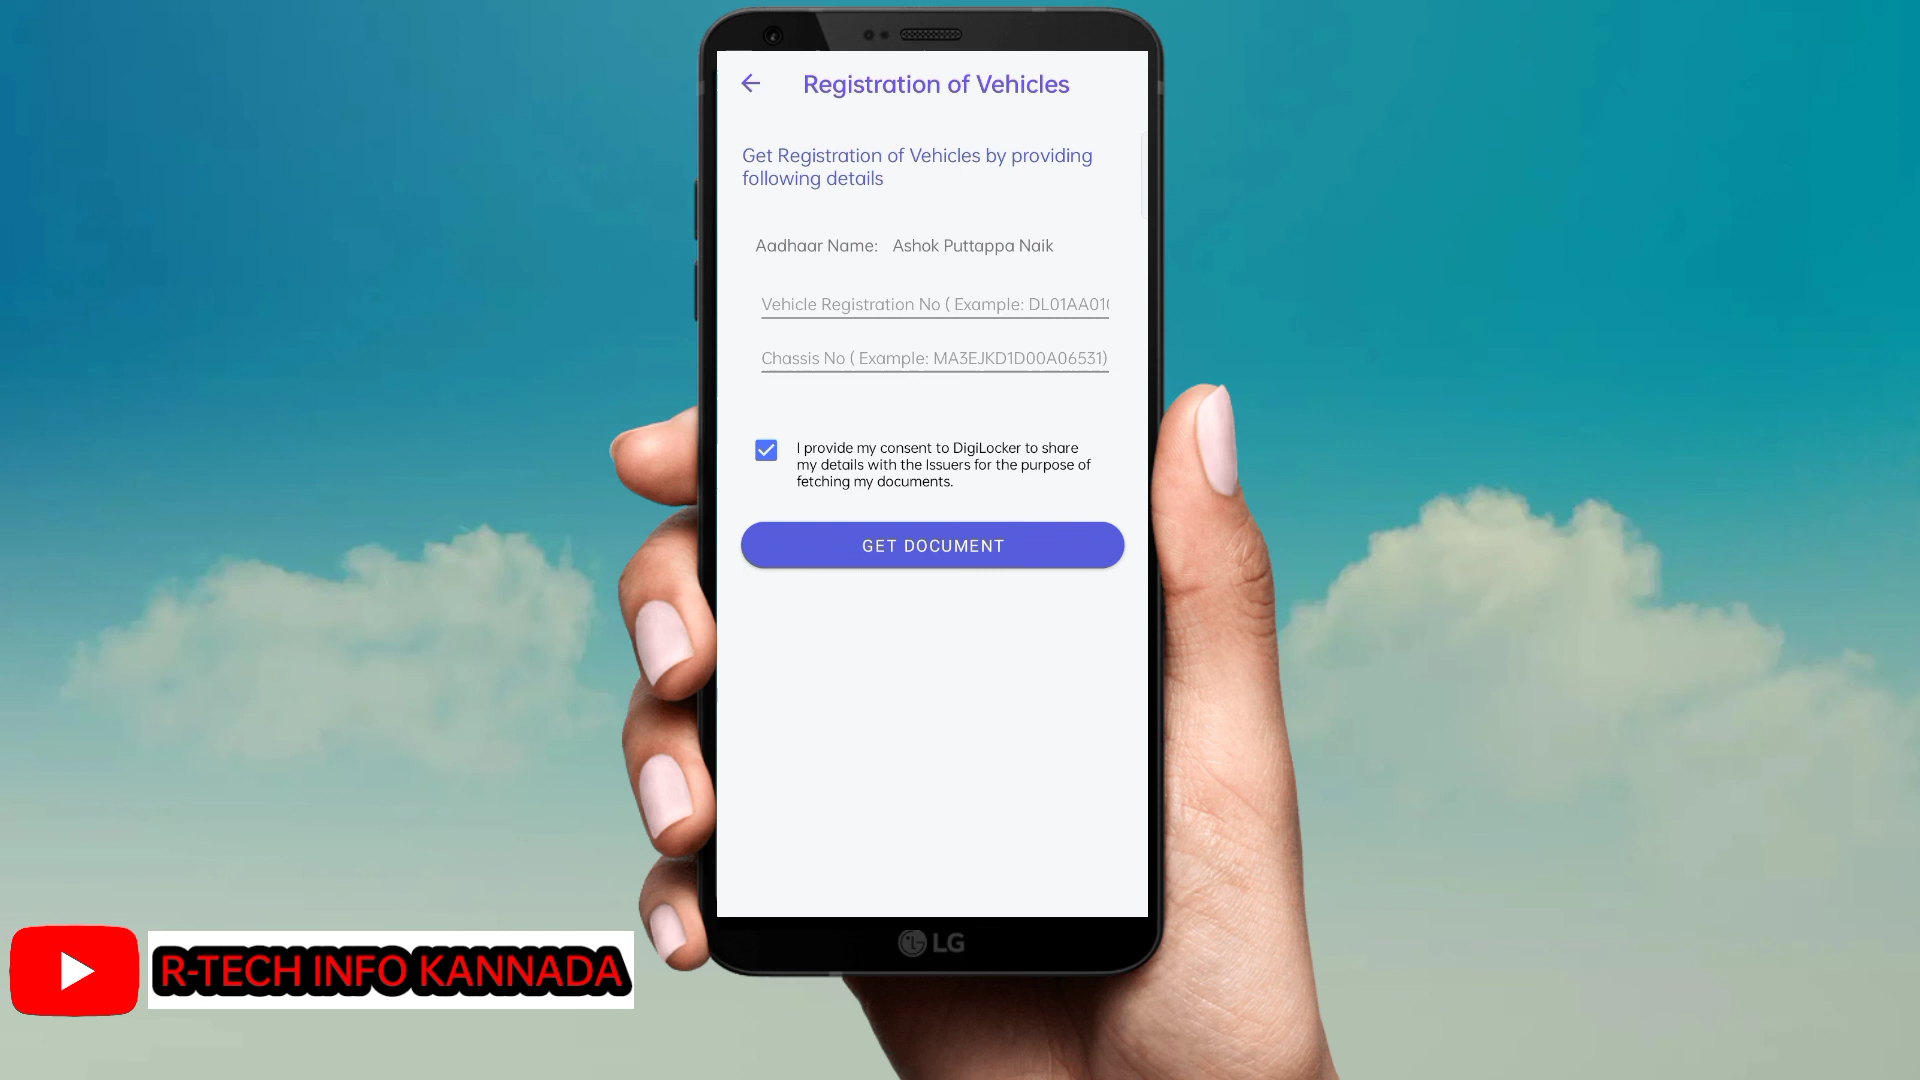 Registration of Vehicles
Get Registration of Vehicles by providing
following details
Aadhaar Name: Ashok Puttappa Naik
Vehicle Registration No ( Example: DL01AA01
Chassis No ( Example: MA3EJKD1D00A06531)
I provide my consent to DigiLocker to share
my details with the Issuers for the purpose of
fetching my documents.
GET DOCUMENT
LG
R-TECH INFO KANNADA